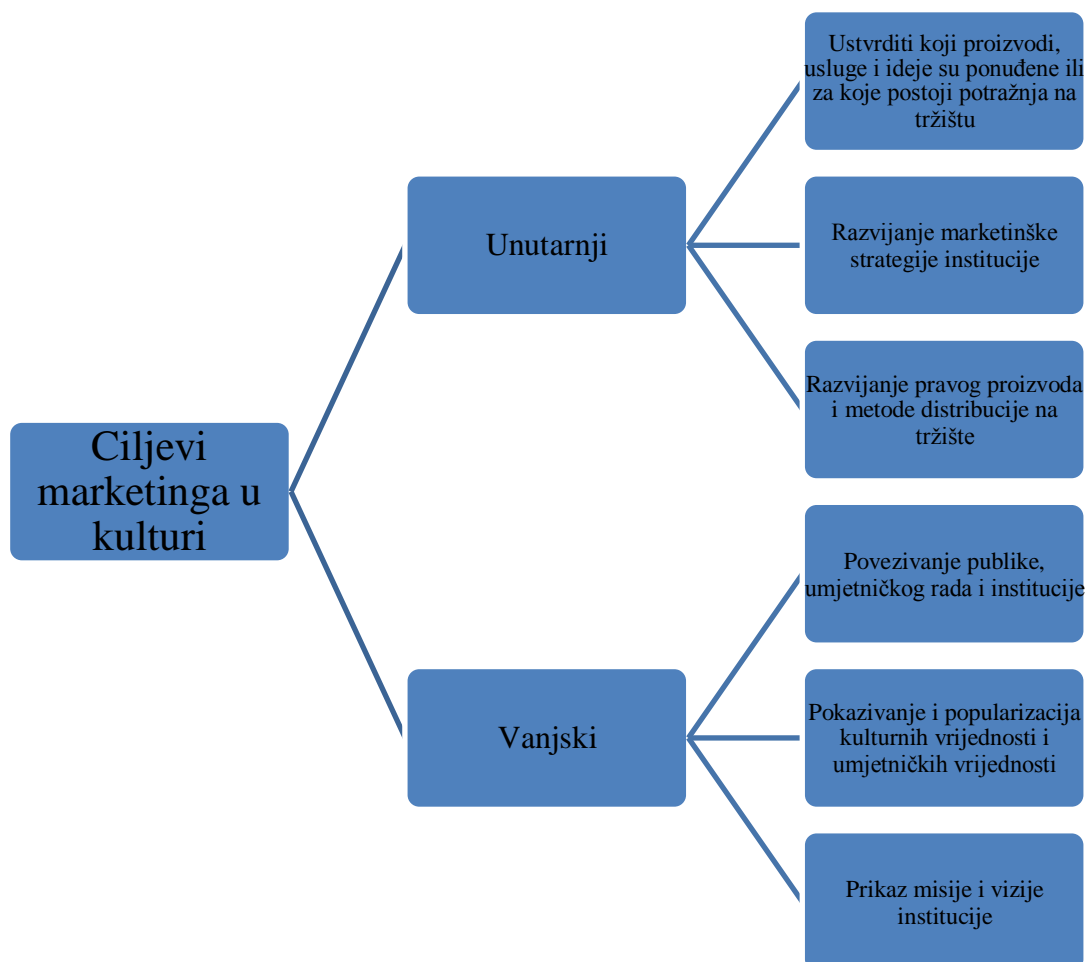 Ciljevi
marketinga u
kulturi
Unutarnji
Ustvrditi koji proizvodi,
usluge i ideje su ponuđene ili
za koje postoji potražnja na
tržištu
Razvijanje marketinške
strategije institucije
Razvijanje pravog proizvoda
i metode distribucije na
tržište
Vanjski
Povezivanje publike,
umjetničkog rada i institucije
Pokazivanje i popularizacija
kulturnih vrijednosti i
umjetničkih vrijednosti
Prikaz misije i vizije
institucije